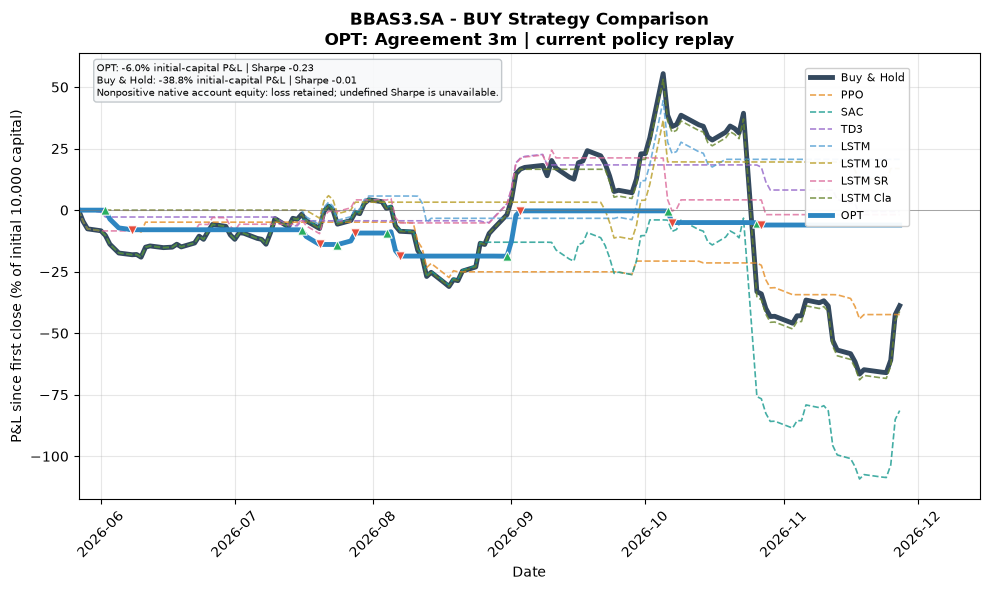 BBAS3.SA - BUY Strategy Comparison
OPT: Agreement 3m | current policy replay
OPT: -6.0% initial-capital P&L | Sharpe -0.23
Buy & Hold: -38.8% initial-capital P&L | Sharpe -0.01
Nonpositive native account equity: loss retained; undefined Sharpe is unavailable.
Buy & Hold
PPO
SAC
TD3
LSTM
LSTM 10
LSTM SR
LSTM Cla
OPT
P&L since first close (% of initial 10,000 capital)
50
25
0
−25
−50
−75
−100
2026-06
2026-07
2026-08
2026-09
2026-10
2026-11
2026-12
Date